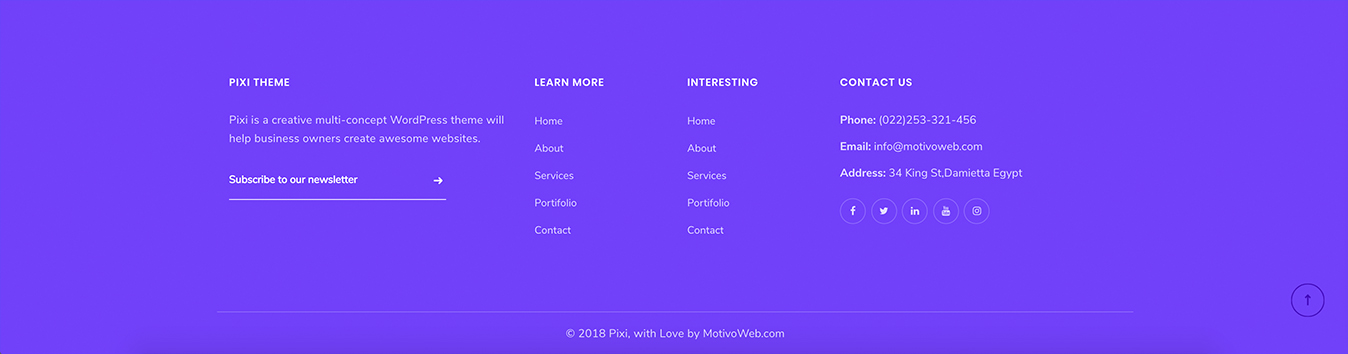 PIXI THEME
Pixi is a creative multi-concept WordPress theme will
help business owners create awesome websites.
Subscribe to our newsletter
LEARN MORE
Home
About
Services
Portifolio
Contact
INTERESTING
Home
About
Services
Portifolio
Contact
CONTACT US
Phone: (022)253-321-456
Email: info@motivoweb.com
Address: 34 King St,Damietta Egypt
© 2018 Pixi, with Love by MotivoWeb.com